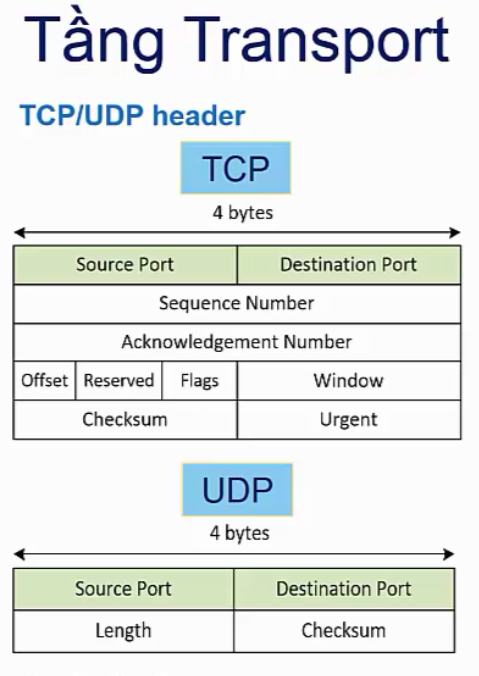 Tầng Transport
TCP/UDP header
TCP
4 bytes
Source Port Destination Port
Sequence Number
Acknowledgement Number
Offset Reserved Flags Window
Checksum Urgent
UDP
4 bytes
Source Port Destination Port
Length Checksum